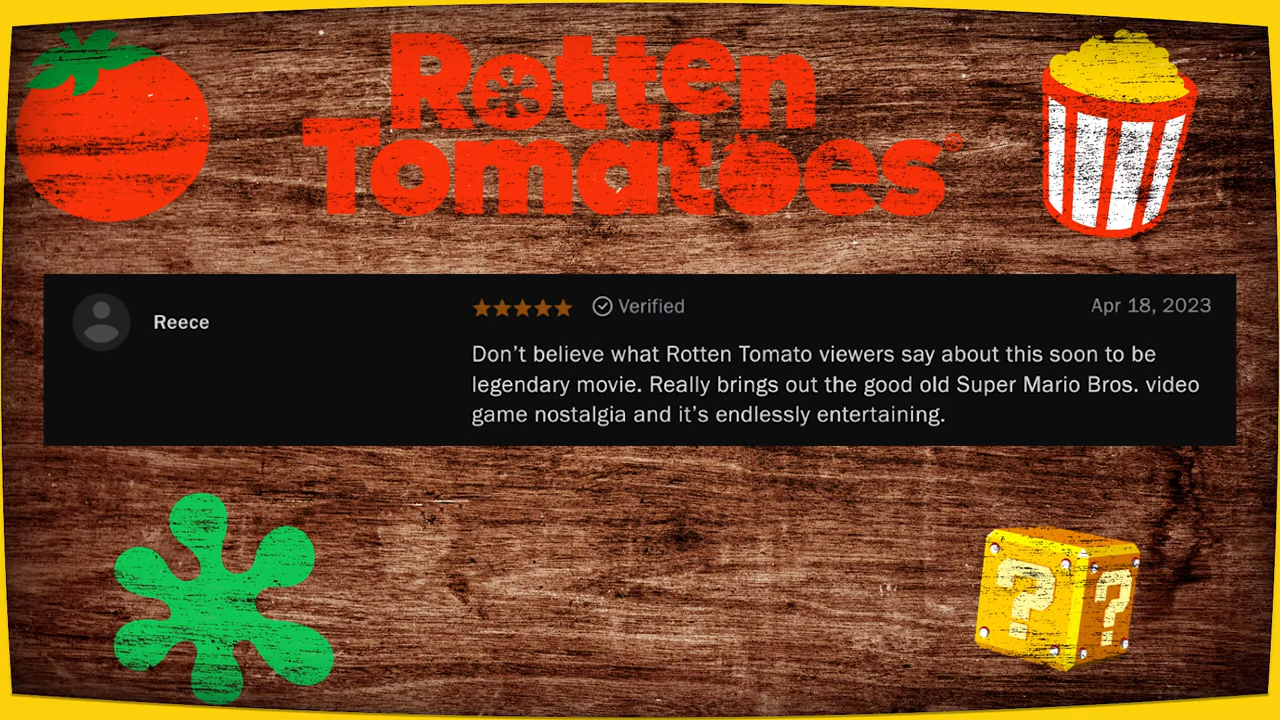 Rotten
Tomatoes®
Reece
Verified
Apr 18, 2023
Don’t believe what Rotten Tomato viewers say about this soon to be
legendary movie. Really brings out the good old Super Mario Bros. video
game nostalgia and it’s endlessly entertaining.
? ?